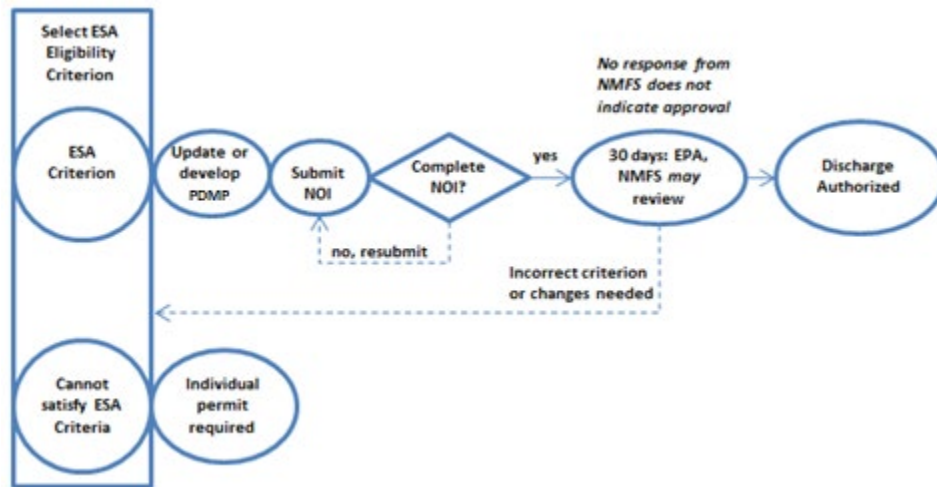 Select ESA
Eligibility
Criterion
ESA
Criterion
Update or
develop
PDMP
Submit
NOI
Complete
NOI?
yes
no, resubmit
No response from
NMFS does not
indicate approval
30 days: EPA,
NMFS may
review
Discharge
Authorized
Incorrect criterion
or changes needed
Cannot
satisfy ESA
Criteria
Individual
permit
required